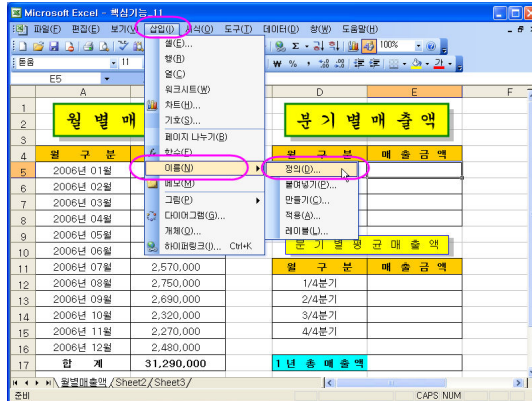 Microsoft Excel - 핵심기능_11
파일(F) 편집(E) 보기(V) 삽입(I) 서식(O) 도구(T) 데이터(D) 창(W) 도움말(H)
100%
돋움 11
E5
A D E F
셀(E)...
행(R)
열(C)
워크시트(W)
차트(H)...
기호(S)...
페이지 나누기(B)
함수(F)...
이름(N)
메모(M)
그림(P)
다이어그램(G)...
개체(O)...
하이퍼링크(I)... Ctrl+K
정의(D)...
붙여넣기(P)...
만들기(C)...
적용(A)...
레이블(L)...
1
2 월 별 매 분 기 별 매 출 액
3
4 월 구 분 월 구 분 매 출 금 액
5 2006년 01월
6 2006년 02월
7 2006년 03월
8 2006년 04월
9 2006년 05월
10 2006년 06월 분 기 별 평 균 매 출 액
11 2006년 07월 2,570,000 월 구 분 매 출 금 액
12 2006년 08월 2,750,000 1/4분기
13 2006년 09월 2,690,000 2/4분기
14 2006년 10월 2,320,000 3/4분기
15 2006년 11월 2,270,000 4/4분기
16 2006년 12월 2,480,000
17 합 계 31,290,000 1 년 총 매 출 액
월별매출액 / Sheet2 / Sheet3 /
준비 CAPS NUM